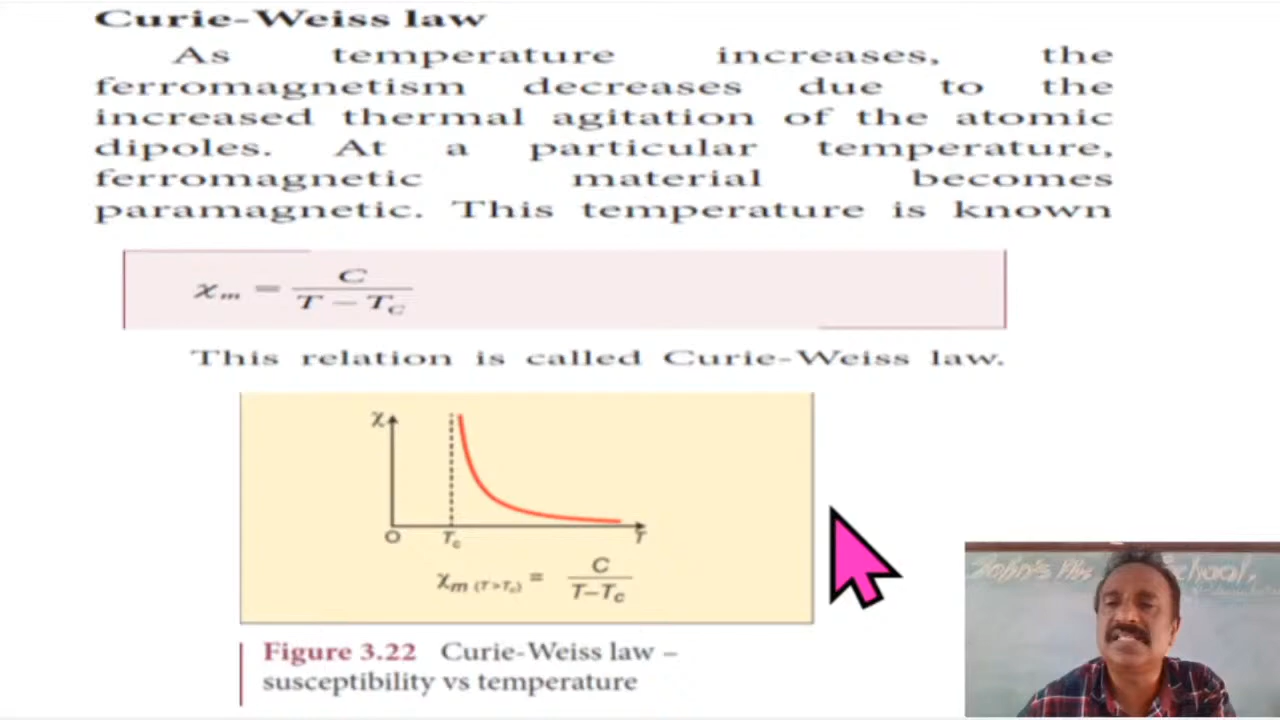 Curie-Weiss law
As temperature increases, the
ferromagnetism decreases due to the
increased thermal agitation of the atomic
dipoles. At a particular temperature,
ferromagnetic material becomes
paramagnetic. This temperature is known
χm = C / (T − TC)
This relation is called Curie-Weiss law.
χ
O Tc T
χm (T>Tc) = C / (T−Tc)
Figure 3.22 Curie-Weiss law –
susceptibility vs temperature
School,